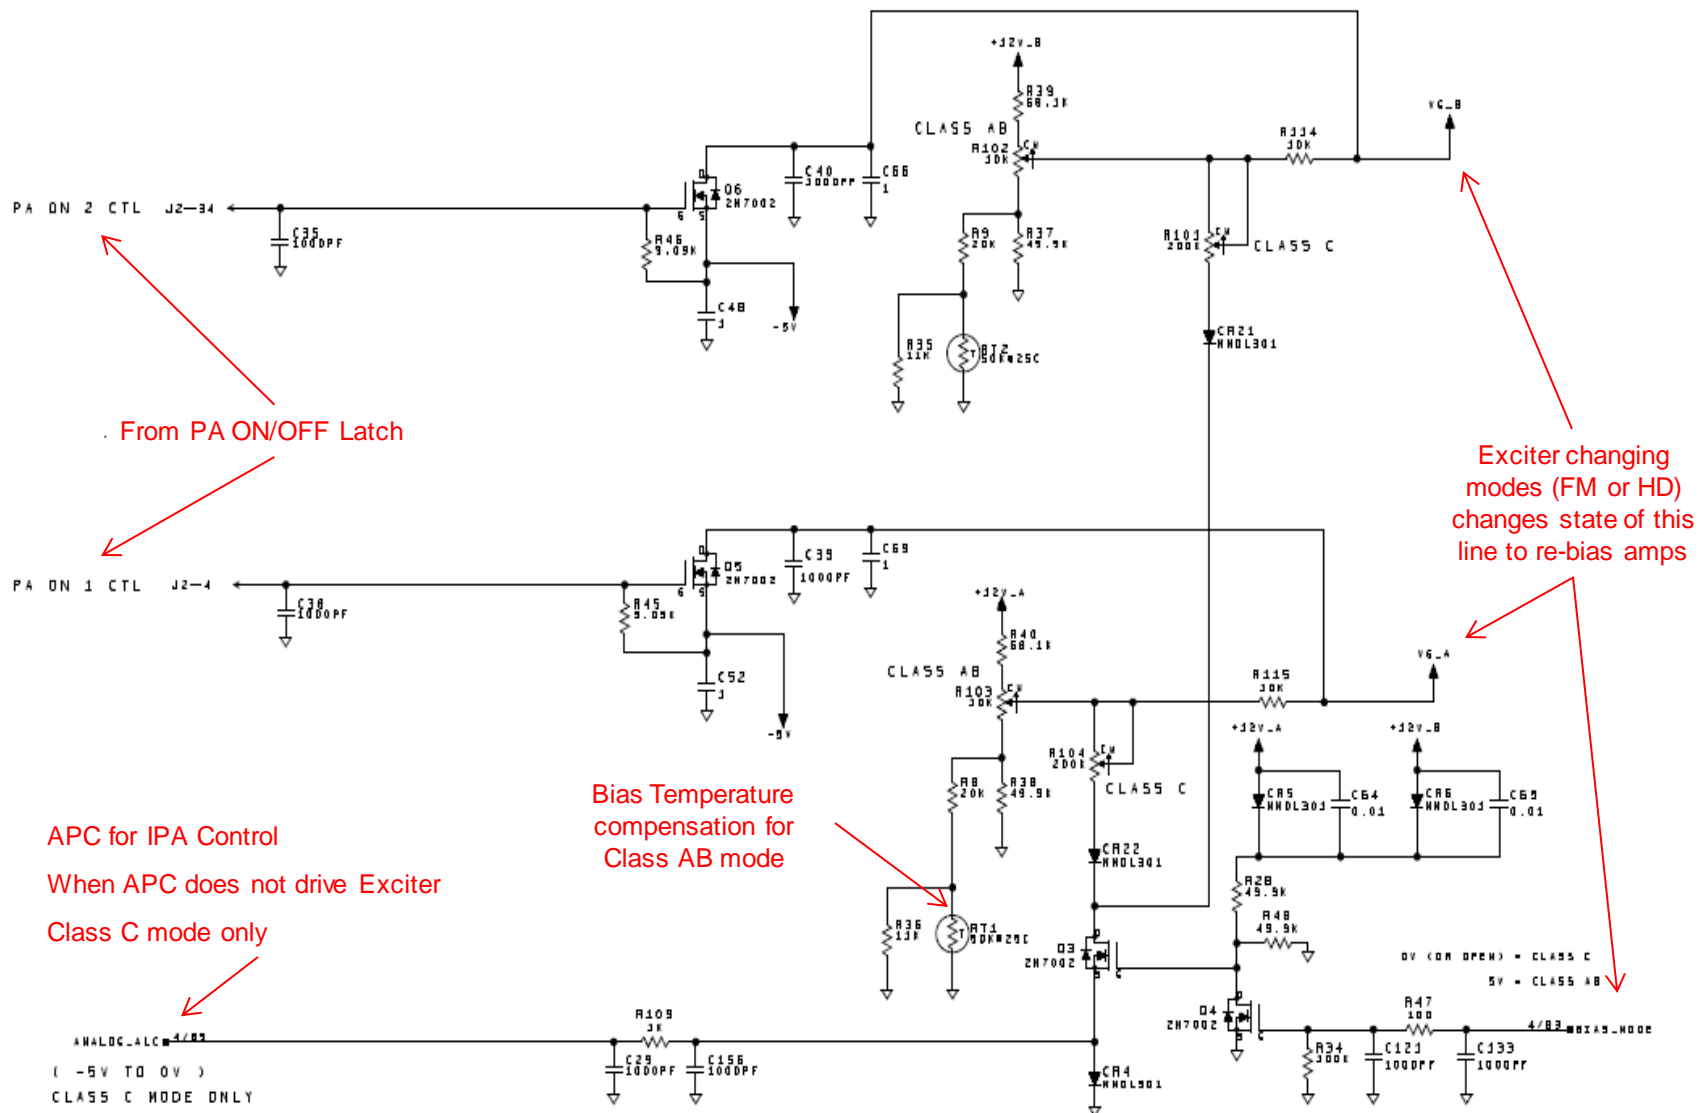 +12V_B
R39
68.1K
CLASS AB
R102
10K
CW
R114
10K
VG_B
C40
1000PF
C66
1
Q6
2N7002
D
G
S
PA ON 2 CTL J2-34
C35
1000PF
R46
9.09K
C48
1
-5V
R9
20K
R37
49.9K
R101
200K
CW
CLASS C
R35
11K
RT2
50K@25C
T
CR21
MMDL301
From PA ON/OFF Latch
Exciter changing
modes (FM or HD)
changes state of this
line to re-bias amps
C39
1000PF
C69
1
Q5
2N7002
D
G
S
PA ON 1 CTL J2-4
C38
1000PF
R45
9.09K
C52
1
-5V
+12V_A
R40
68.1K
CLASS AB
R103
10K
CW
R115
10K
VG_A
R104
200K
CW
CLASS C
+12V_A
+12V_B
CR5
MMDL301
C64
0.01
CR6
MMDL301
C65
0.01
R8
20K
R38
49.9K
Bias Temperature
compensation for
Class AB mode
CR22
MMDL301
R28
49.9K
R48
49.9K
APC for IPA Control
When APC does not drive Exciter
Class C mode only
R36
11K
RT1
50K@25C
T
Q3
2N7002
D
S
G
0V (OR OPEN) = CLASS C
5V = CLASS AB
Q4
2N7002
D
S
G
R47
100
4/B3 BIAS_MODE
R34
100K
C121
1000PF
C133
1000PF
ANALOG_ALC 4/B5
R109
1K
C29
1000PF
C156
1000PF
CR4
MMDL301
( -5V TO 0V )
CLASS C MODE ONLY